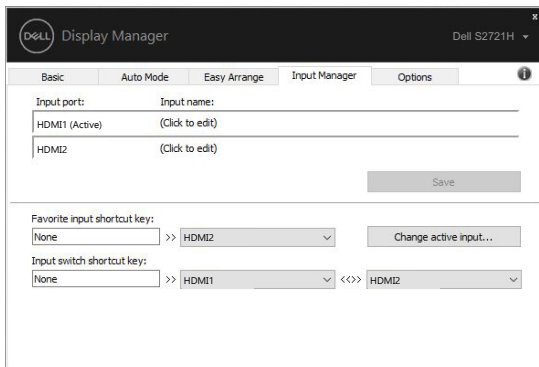 x
DELL Display Manager Dell S2721H
Basic Auto Mode Easy Arrange Input Manager Options i
Input port: Input name:
HDMI1 (Active) (Click to edit)
HDMI2 (Click to edit)
Save
Favorite input shortcut key:
None >> HDMI2 Change active input...
Input switch shortcut key:
None >> HDMI1 <<>> HDMI2